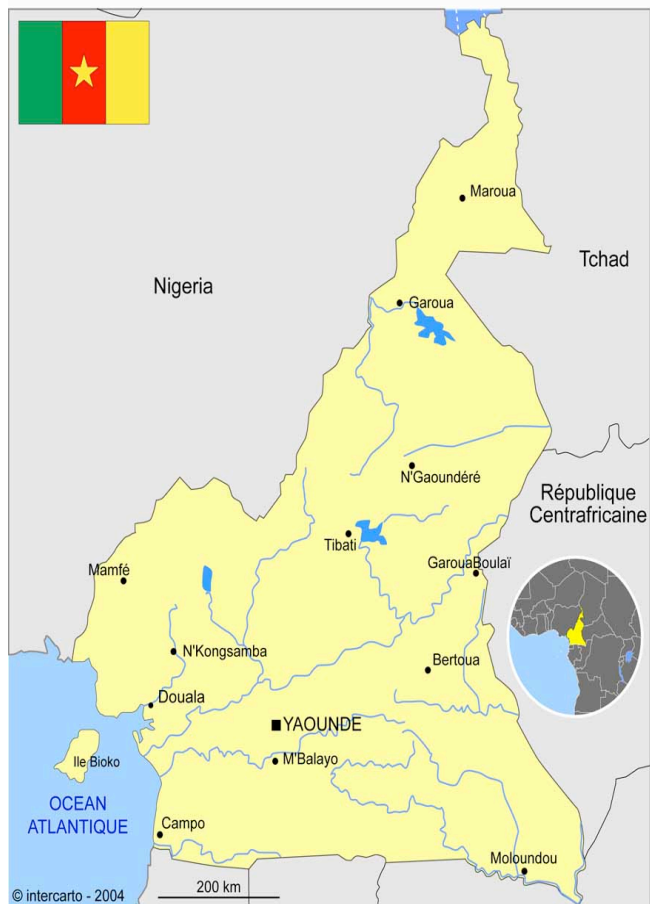 Maroua
Tchad
Nigeria
Garoua
N'Gaoundéré
République
Centrafricaine
Tibati
GarouaBoulaï
Mamfé
N'Kongsamba
Bertoua
Douala
YAOUNDE
Ile Bioko
M'Balayo
OCEAN
ATLANTIQUE
Campo
Moloundou
200 km
© intercarto - 2004